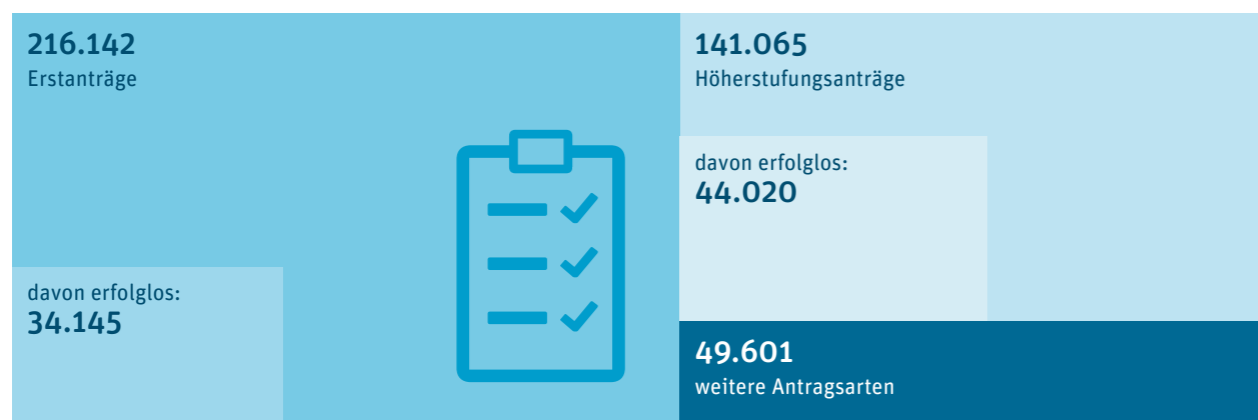 216.142
Erstanträge
davon erfolglos:
34.145
141.065
Höherstufungsanträge
davon erfolglos:
44.020
49.601
weitere Antragsarten